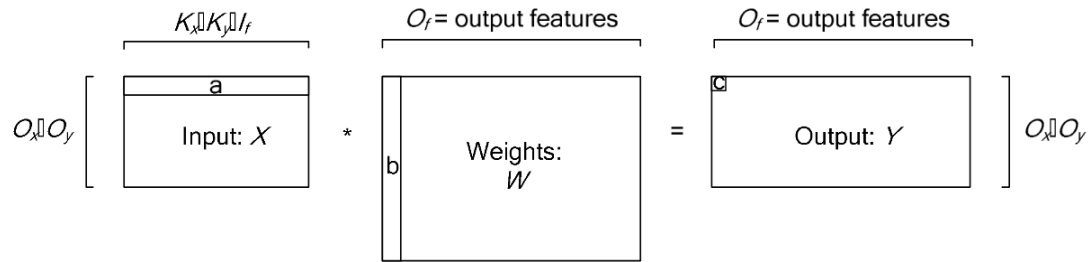 KxKyIf
Of = output features
Of = output features
a
c
OxOy
Input: X
*
b
Weights:
W
=
Output: Y
OxOy